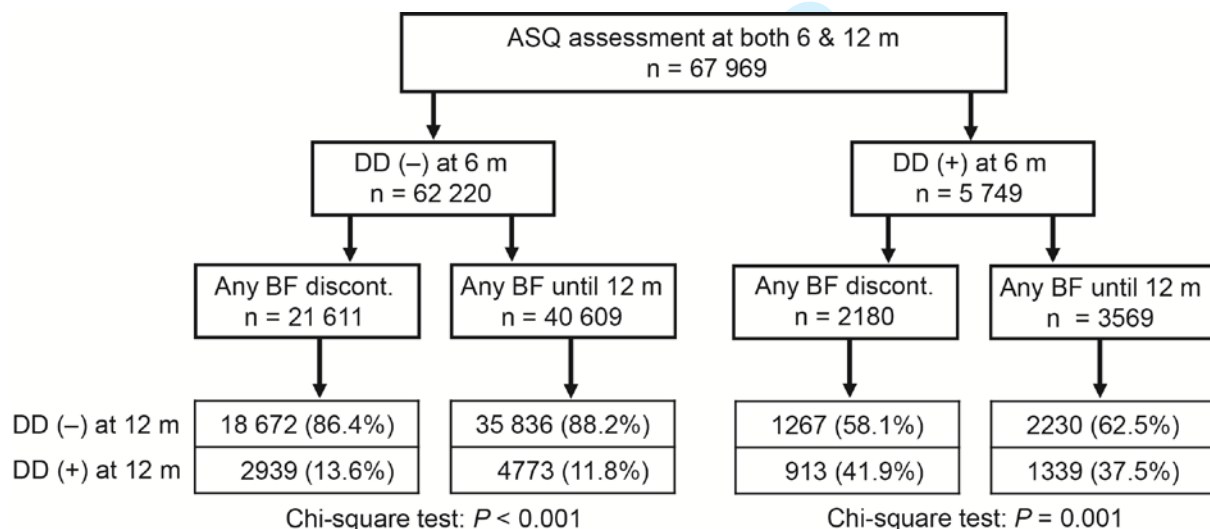 ASQ assessment at both 6 & 12 m
n = 67 969
DD (–) at 6 m
n = 62 220
DD (+) at 6 m
n = 5 749
Any BF discont.
n = 21 611
Any BF until 12 m
n = 40 609
Any BF discont.
n = 2180
Any BF until 12 m
n = 3569
DD (–) at 12 m 18 672 (86.4%) 35 836 (88.2%) 1267 (58.1%) 2230 (62.5%)
DD (+) at 12 m 2939 (13.6%) 4773 (11.8%) 913 (41.9%) 1339 (37.5%)
Chi-square test: P < 0.001 Chi-square test: P = 0.001